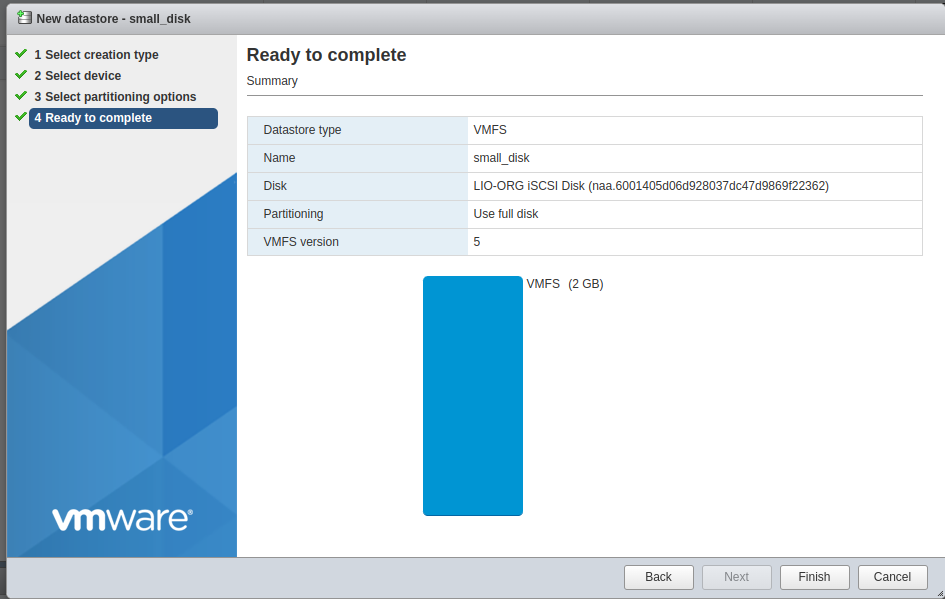 New datastore - small_disk
1 Select creation type
2 Select device
3 Select partitioning options
4 Ready to complete
vmware®
Ready to complete
Summary
Datastore type VMFS
Name small_disk
Disk LIO-ORG iSCSI Disk (naa.6001405d06d928037dc47d9869f22362)
Partitioning Use full disk
VMFS version 5
VMFS (2 GB)
Back Next Finish Cancel